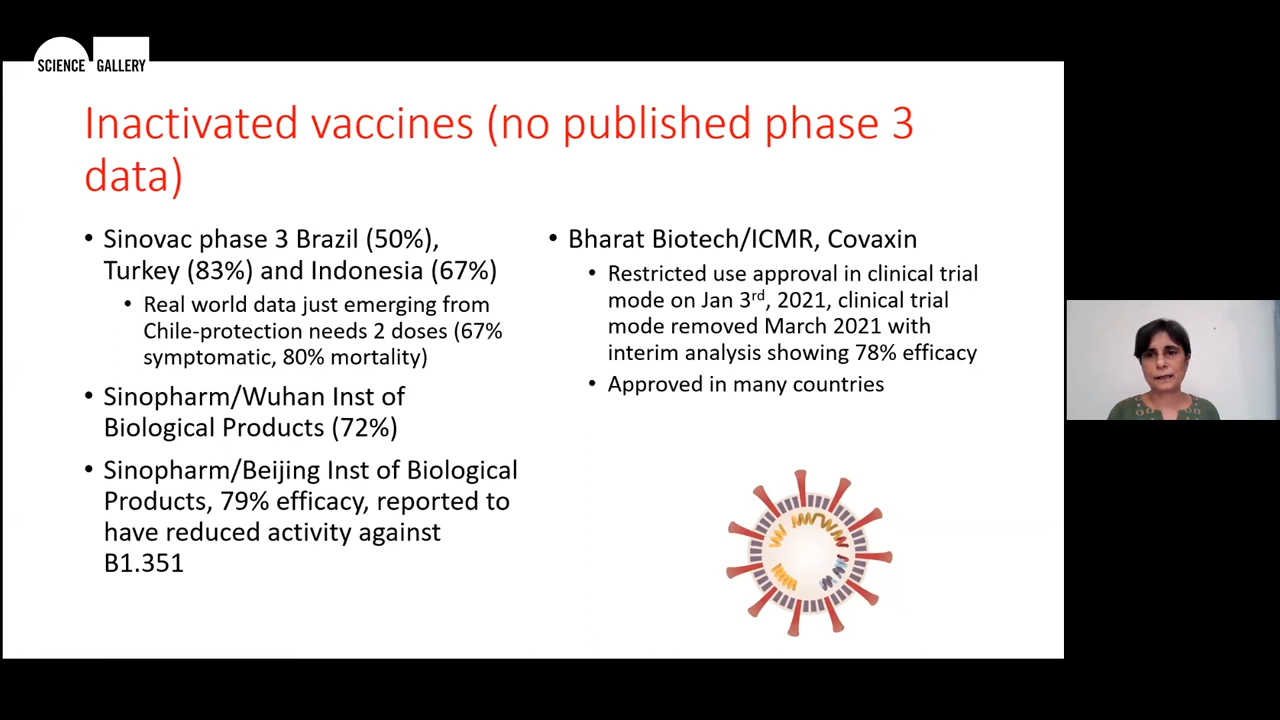 SCIENCE GALLERY
Inactivated vaccines (no published phase 3
data)
• Sinovac phase 3 Brazil (50%),
Turkey (83%) and Indonesia (67%)
• Real world data just emerging from
Chile-protection needs 2 doses (67%
symptomatic, 80% mortality)
• Sinopharm/Wuhan Inst of
Biological Products (72%)
• Sinopharm/Beijing Inst of Biological
Products, 79% efficacy, reported to
have reduced activity against
B1.351
• Bharat Biotech/ICMR, Covaxin
• Restricted use approval in clinical trial
mode on Jan 3rd, 2021, clinical trial
mode removed March 2021 with
interim analysis showing 78% efficacy
• Approved in many countries